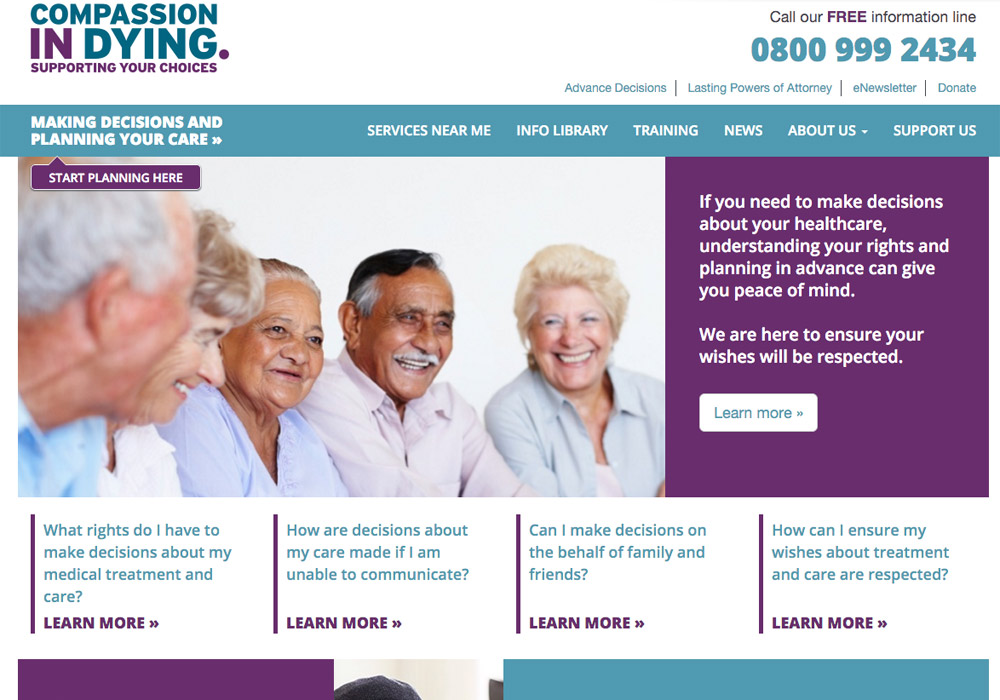 COMPASSION
IN DYING.
SUPPORTING YOUR CHOICES
Call our FREE information line
0800 999 2434
Advance Decisions
Lasting Powers of Attorney
eNewsletter
Donate
MAKING DECISIONS AND
PLANNING YOUR CARE »
SERVICES NEAR ME
INFO LIBRARY
TRAINING
NEWS
ABOUT US
SUPPORT US
START PLANNING HERE
If you need to make decisions
about your healthcare,
understanding your rights and
planning in advance can give
you peace of mind.
We are here to ensure your
wishes will be respected.
Learn more »
What rights do I have to
make decisions about my
medical treatment and
care?
LEARN MORE »
How are decisions about
my care made if I am
unable to communicate?
LEARN MORE »
Can I make decisions on
the behalf of family and
friends?
LEARN MORE »
How can I ensure my
wishes about treatment
and care are respected?
LEARN MORE »